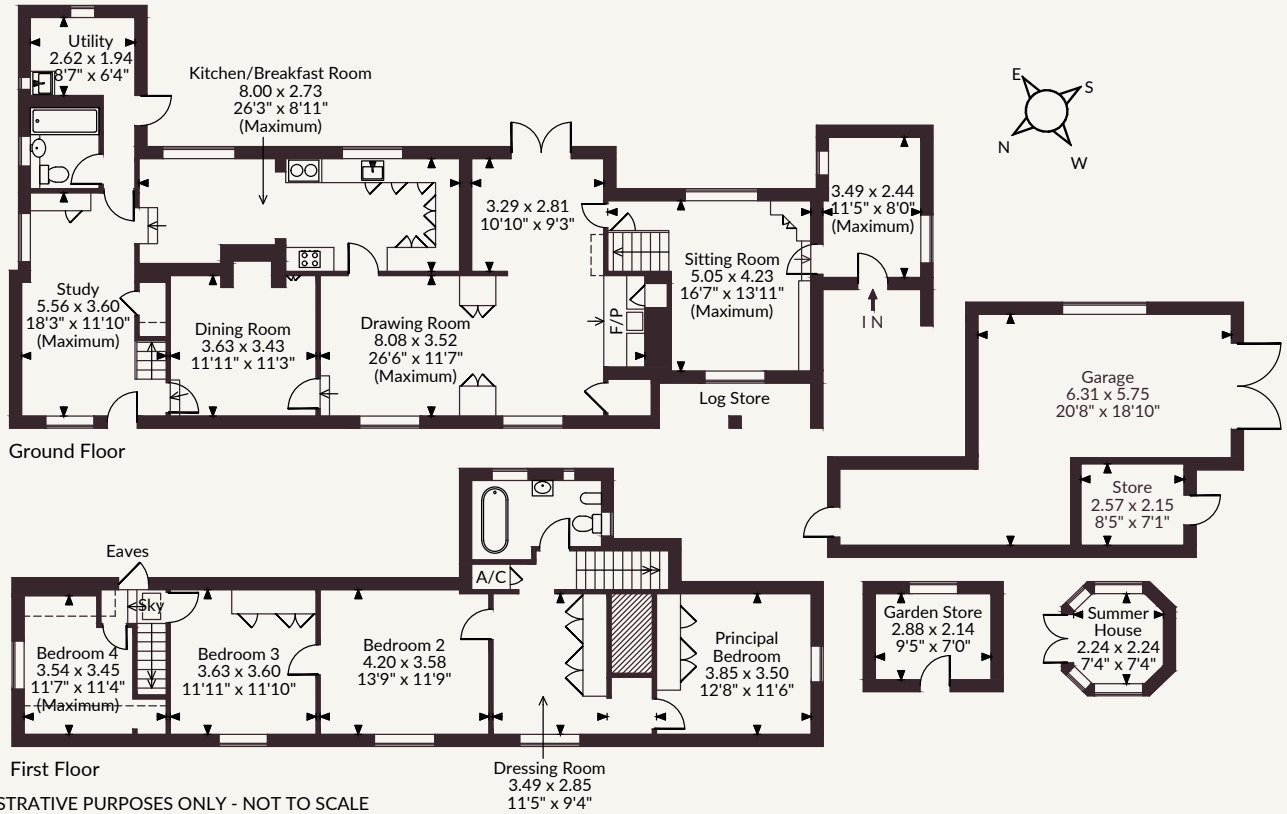 Utility
2.62 x 1.94
8'7" x 6'4"
Kitchen/Breakfast Room
8.00 x 2.73
26'3" x 8'11"
(Maximum)
E
S
N
W
3.29 x 2.81
10'10" x 9'3"
3.49 x 2.44
11'5" x 8'0"
(Maximum)
Sitting Room
5.05 x 4.23
16'7" x 13'11"
(Maximum)
Study
5.56 x 3.60
18'3" x 11'10"
(Maximum)
Dining Room
3.63 x 3.43
11'11" x 11'3"
Drawing Room
8.08 x 3.52
26'6" x 11'7"
(Maximum)
F/P
IN
Log Store
Garage
6.31 x 5.75
20'8" x 18'10"
Store
2.57 x 2.15
8'5" x 7'1"
Ground Floor
Eaves
Sky
A/C
Bedroom 4
3.54 x 3.45
11'7" x 11'4"
(Maximum)
Bedroom 3
3.63 x 3.60
11'11" x 11'10"
Bedroom 2
4.20 x 3.58
13'9" x 11'9"
Principal
Bedroom
3.85 x 3.50
12'8" x 11'6"
Garden Store
2.88 x 2.14
9'5" x 7'0"
Summer
House
2.24 x 2.24
7'4" x 7'4"
First Floor
Dressing Room
3.49 x 2.85
11'5" x 9'4"
STRATIVE PURPOSES ONLY - NOT TO SCALE